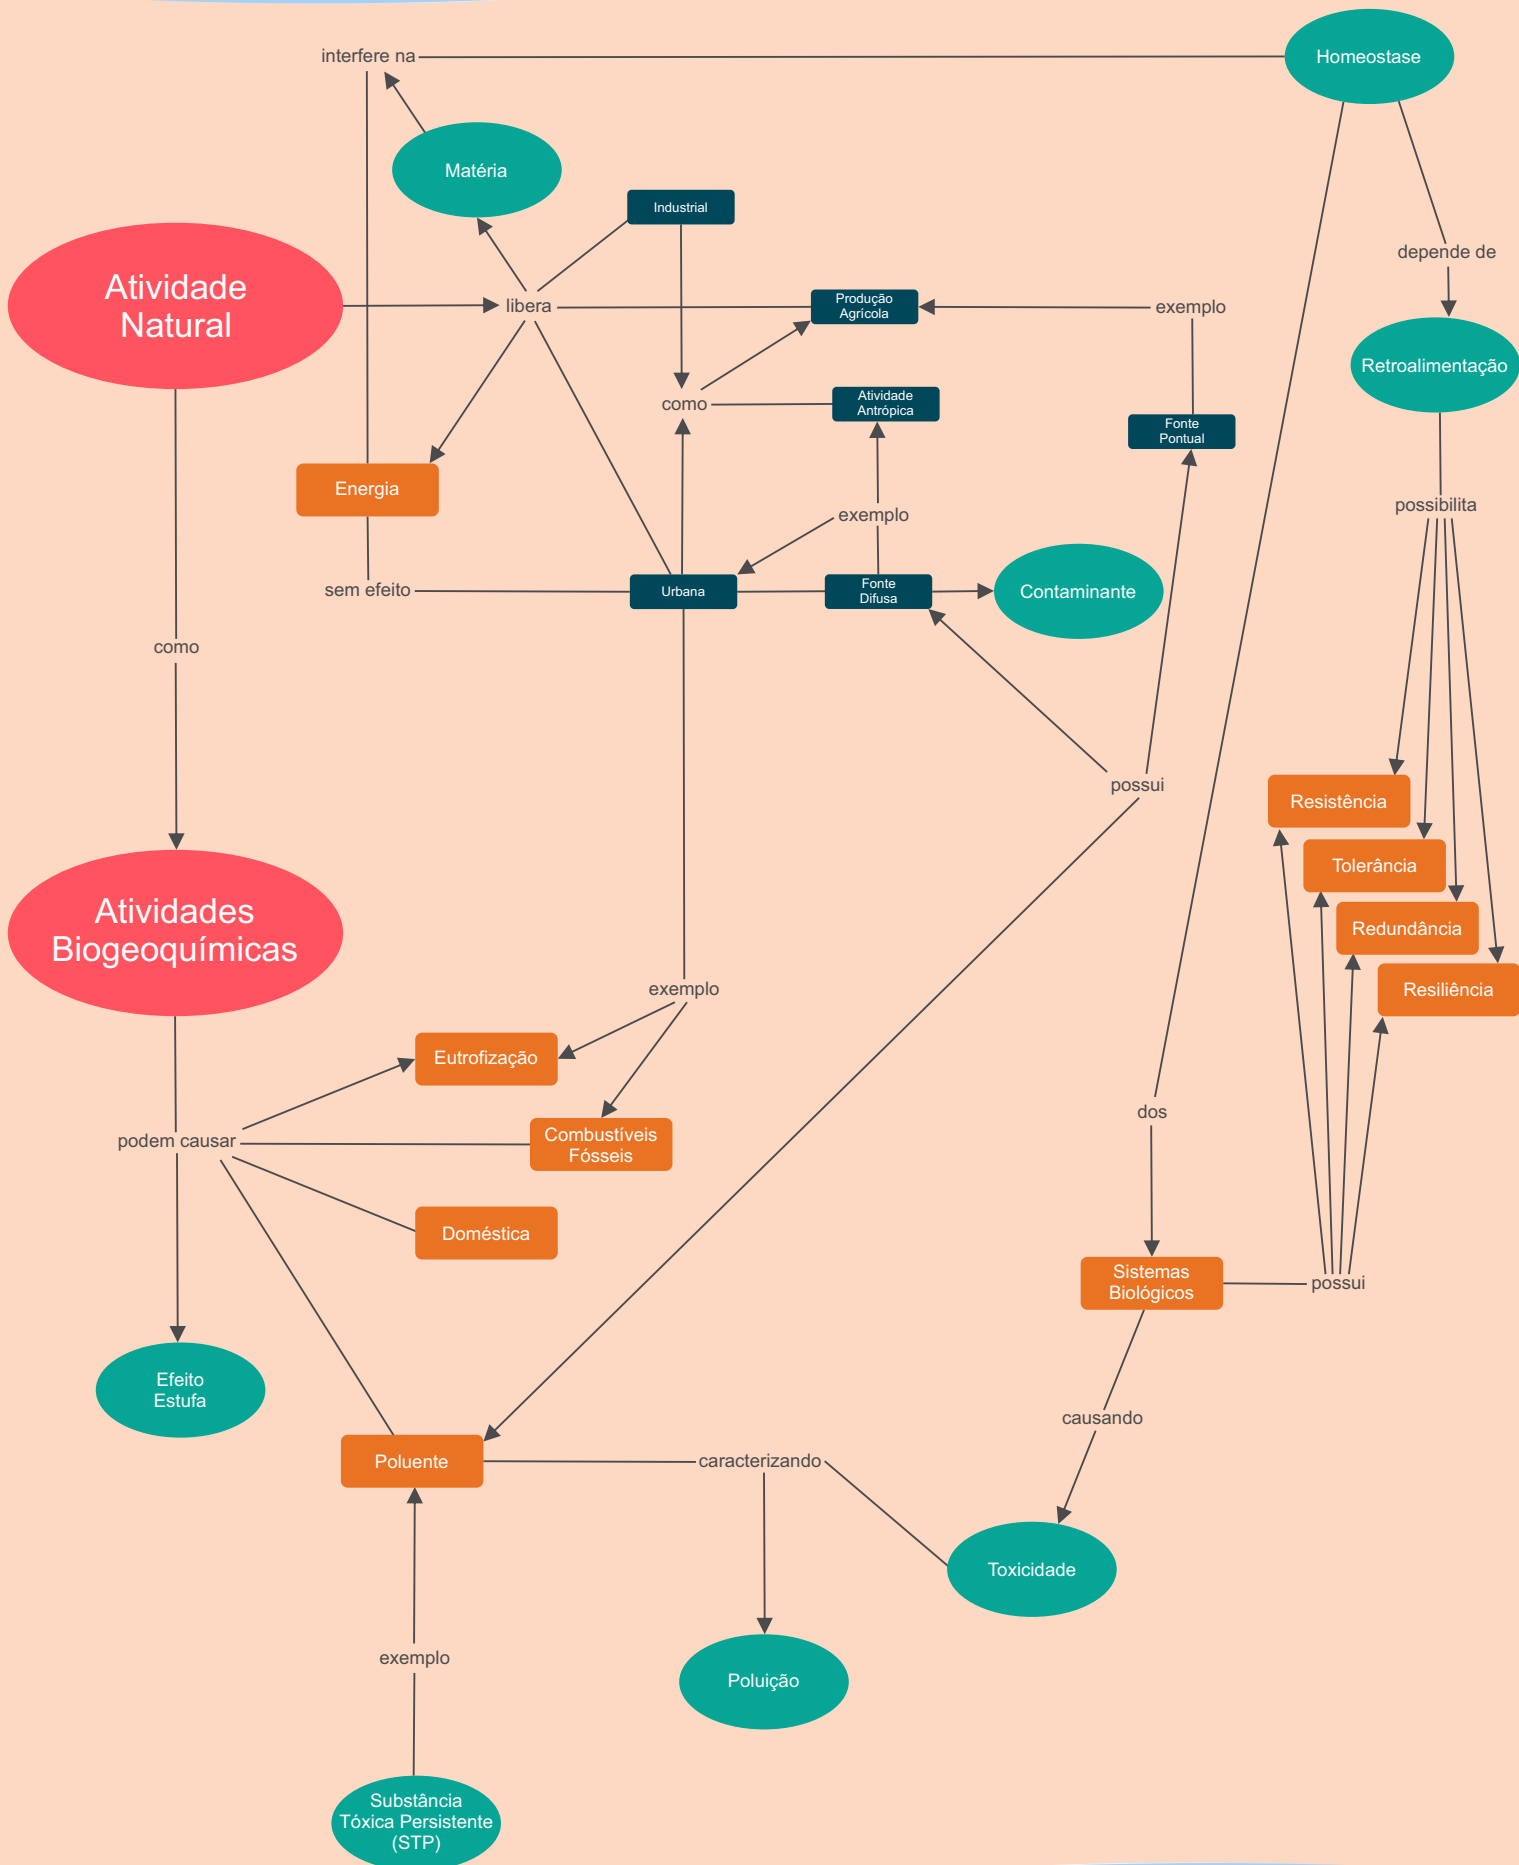 interfere na
Homeostase
Matéria
Industrial
Atividade
Natural
libera
Produção
Agrícola
exemplo
depende de
Retroalimentação
como
Atividade
Antrópica
Fonte
Pontual
Energia
exemplo
possibilita
sem efeito
Urbana
Fonte
Difusa
Contaminante
como
possui
Resistência
Tolerância
Redundância
Resiliência
Atividades
Biogeoquímicas
exemplo
Eutrofização
Combustíveis
Fósseis
podem causar
dos
Doméstica
Sistemas
Biológicos
possui
Efeito
Estufa
causando
Poluente
caracterizando
Toxicidade
exemplo
Poluição
Substância
Tóxica Persistente
(STP)